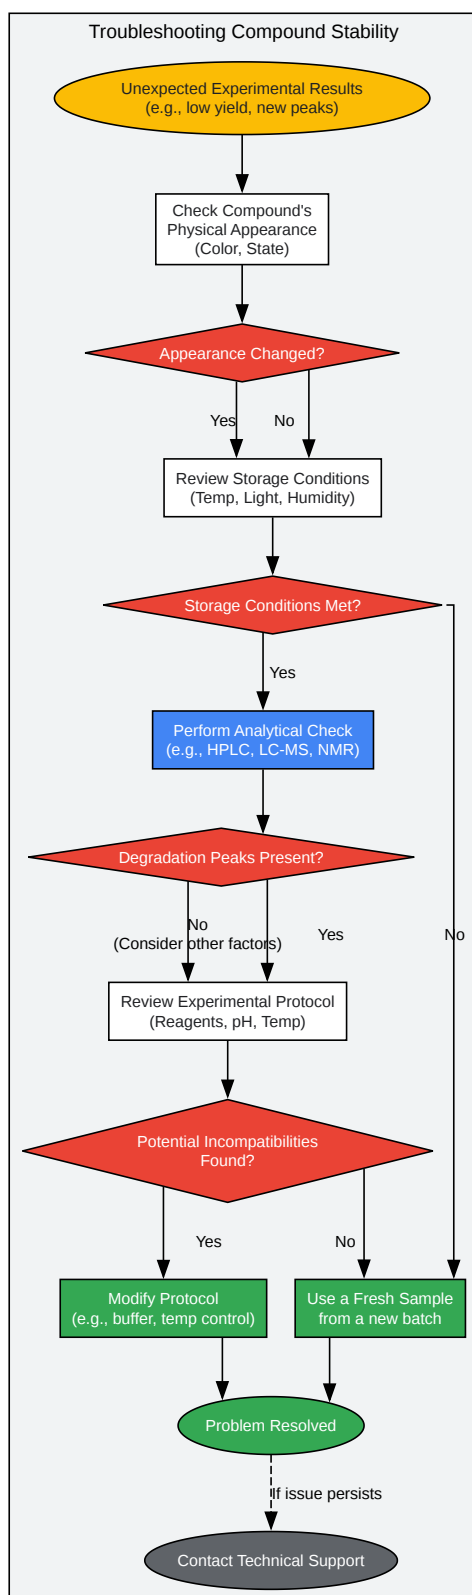 Troubleshooting Compound Stability
Unexpected Experimental Results
(e.g., low yield, new peaks)
Check Compound's
Physical Appearance
(Color, State)
Appearance Changed?
Yes
No
Review Storage Conditions
(Temp, Light, Humidity)
Storage Conditions Met?
Yes
Perform Analytical Check
(e.g., HPLC, LC-MS, NMR)
Degradation Peaks Present?
No
(Consider other factors)
Yes
No
Review Experimental Protocol
(Reagents, pH, Temp)
Potential Incompatibilities
Found?
Yes
No
Modify Protocol
(e.g., buffer, temp control)
Use a Fresh Sample
from a new batch
Problem Resolved
If issue persists
Contact Technical Support